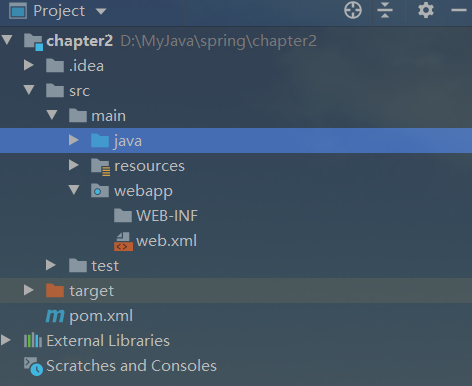 Project
chapter2 D:\MyJava\spring\chapter2
.idea
src
main
java
resources
webapp
WEB-INF
web.xml
test
target
m pom.xml
External Libraries
Scratches and Consoles